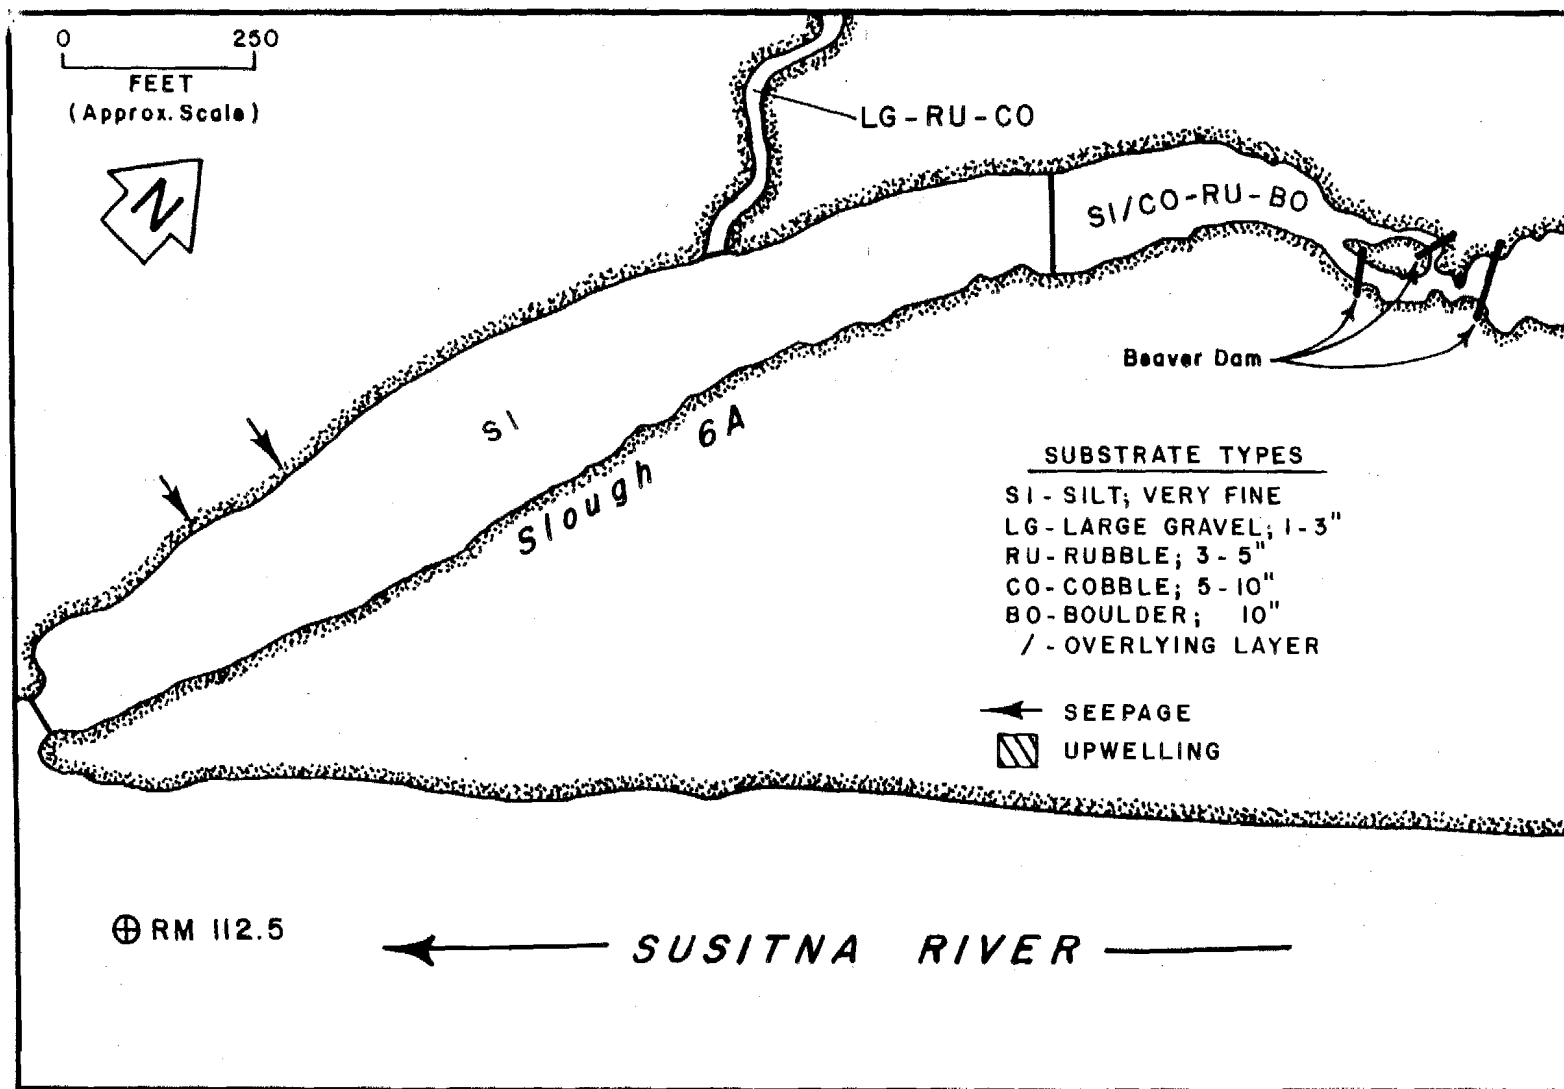 0 250
FEET
(Approx. Scale)
N
LG-RU-CO
SI/CO-RU-BO
Beaver Dam
SI
Slough 6A
SUBSTRATE TYPES
SI-SILT; VERY FINE
LG-LARGE GRAVEL; 1-3"
RU-RUBBLE; 3-5"
CO-COBBLE; 5-10"
BO-BOULDER; 10"
/-OVERLYING LAYER
SEEPAGE
UPWELLING
RM 112.5
SUSITNA RIVER